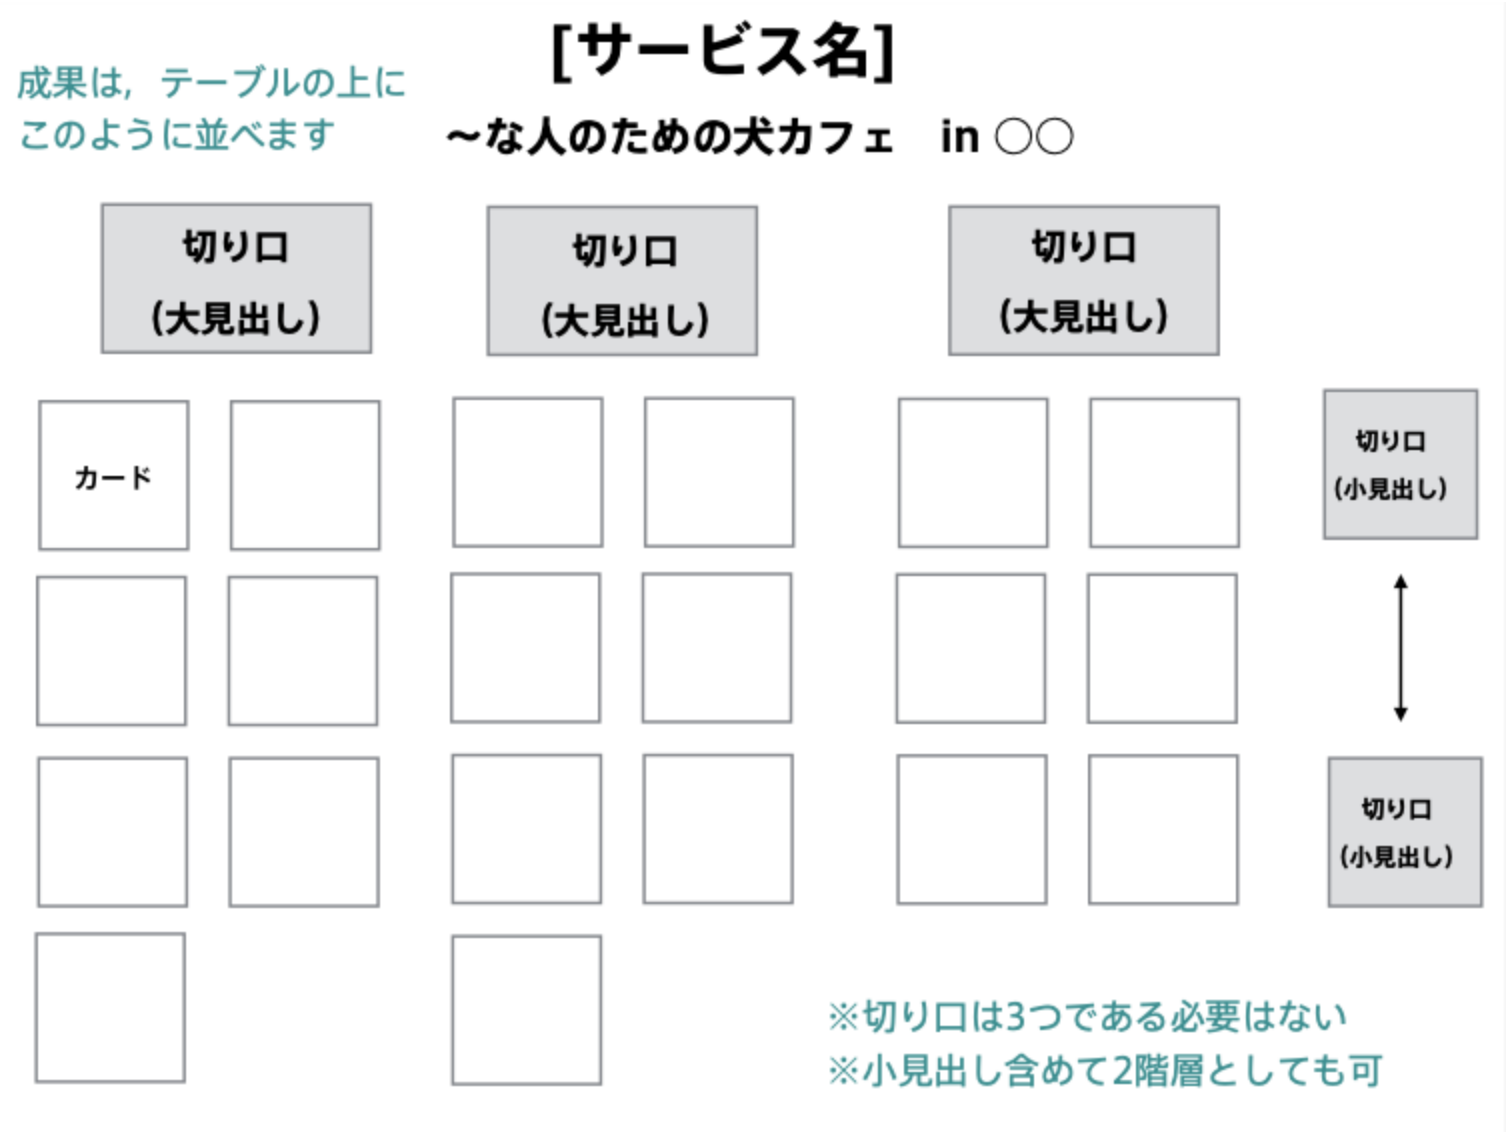 [サービス名]
成果は，テーブルの上に
このように並べます
〜な人のための犬カフェ　in 〇〇
切り口
(大見出し)
切り口
(大見出し)
切り口
(大見出し)
カード
切り口
(小見出し)
切り口
(小見出し)
※切り口は3つである必要はない
※小見出し含めて2階層としても可